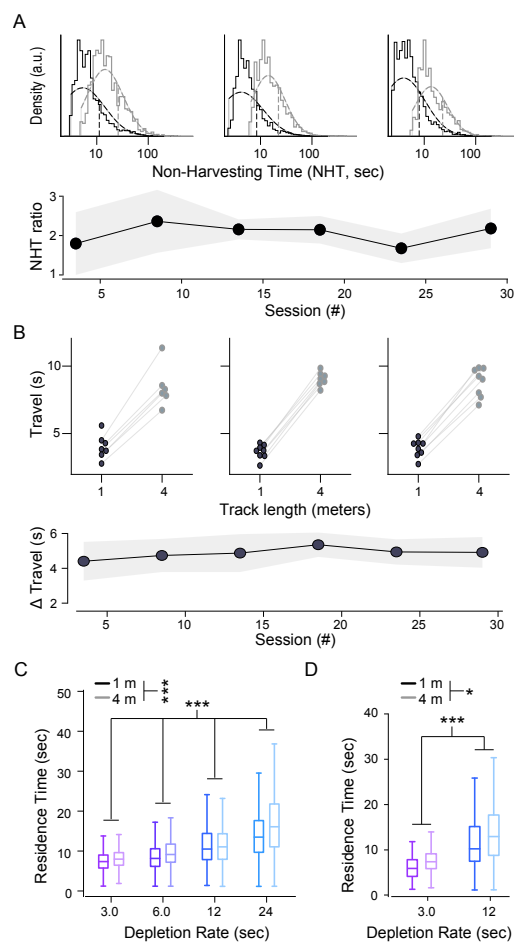 A
Density (a.u.)
10 100 10 100 10 100
Non-Harvesting Time (NHT, sec)
NHT ratio
3
2
1
5 10 15 20 25 30
Session (#)
B
Travel (s)
10
5
1 4 1 4 1 4
Track length (meters)
Δ Travel (s)
6
4
2
5 10 15 20 25 30
Session (#)
C
1 m
4 m
***
***
Residence Time (sec)
50
40
30
20
10
0
3.0 6.0 12 24
Depletion Rate (sec)
D
1 m
4 m
*
***
Residence Time (sec)
40
30
20
10
0
3.0 12
Depletion Rate (sec)